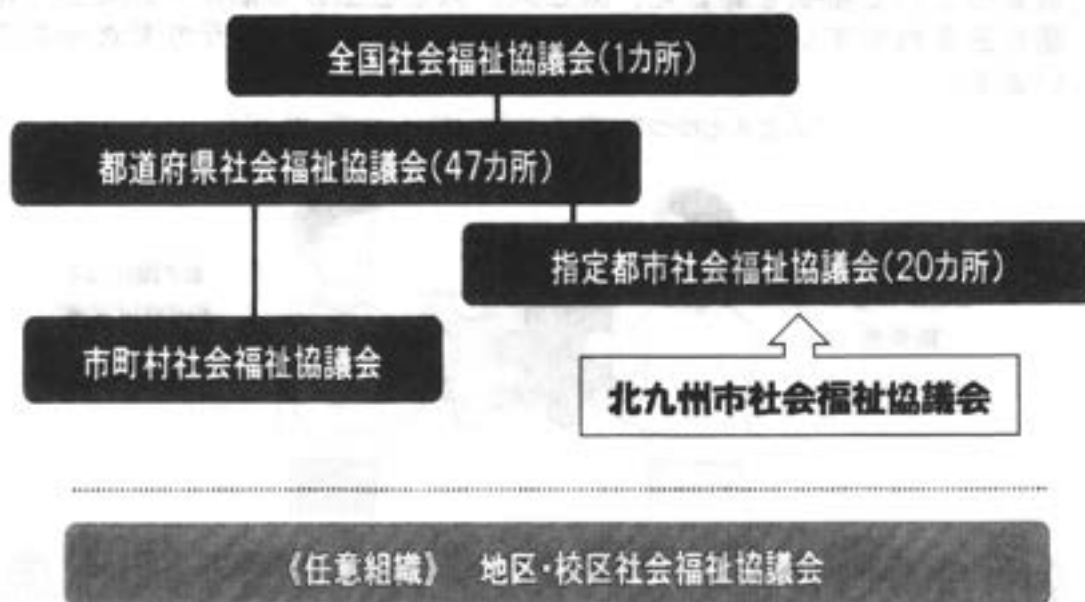 全国社会福祉協議会(1カ所)
都道府県社会福祉協議会(47カ所)
指定都市社会福祉協議会(20カ所)
市町村社会福祉協議会
北九州市社会福祉協議会
《任意組織》 地区・校区社会福祉協議会